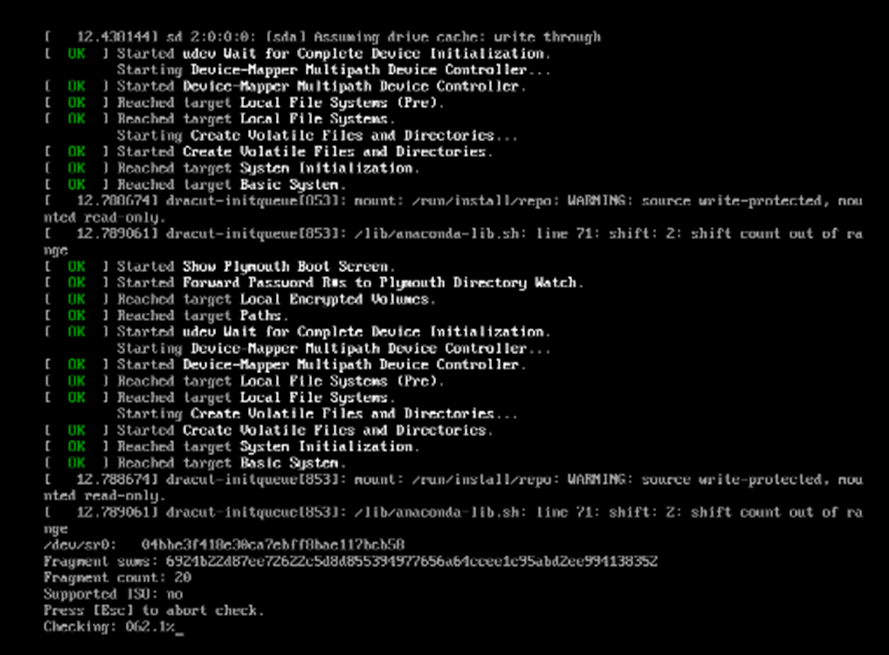 [   12.438144] sd 2:0:0:0: [sda] Assuming drive cache: write through
[  OK  ] Started udev Wait for Complete Device Initialization.
         Starting Device-Mapper Multipath Device Controller...
[  OK  ] Started Device-Mapper Multipath Device Controller.
[  OK  ] Reached target Local File Systems (Pre).
[  OK  ] Reached target Local File Systems.
         Starting Create Volatile Files and Directories...
[  OK  ] Started Create Volatile Files and Directories.
[  OK  ] Reached target System Initialization.
[  OK  ] Reached target Basic System.
[   12.788674] dracut-initqueue[853]: mount: /run/install/repo: WARNING: source write-protected, mou
nted read-only.
[   12.789061] dracut-initqueue[853]: /lib/anaconda-lib.sh: line 71: shift: 2: shift count out of ra
nge
[  OK  ] Started Show Plymouth Boot Screen.
[  OK  ] Started Forward Password R#s to Plymouth Directory Watch.
[  OK  ] Reached target Local Encrypted Volumes.
[  OK  ] Reached target Paths.
[  OK  ] Started udev Wait for Complete Device Initialization.
         Starting Device-Mapper Multipath Device Controller...
[  OK  ] Started Device-Mapper Multipath Device Controller.
[  OK  ] Reached target Local File Systems (Pre).
[  OK  ] Reached target Local File Systems.
         Starting Create Volatile Files and Directories...
[  OK  ] Started Create Volatile Files and Directories.
[  OK  ] Reached target System Initialization.
[  OK  ] Reached target Basic System.
[   12.788674] dracut-initqueue[853]: mount: /run/install/repo: WARNING: source write-protected, mou
nted read-only.
[   12.789061] dracut-initqueue[853]: /lib/anaconda-lib.sh: line 71: shift: 2: shift count out of ra
nge
/dev/sr0:
Fragment sums:
Fragment count: 20
Supported ISO: no
Press [Esc] to abort check.
Checking: 062.1%_